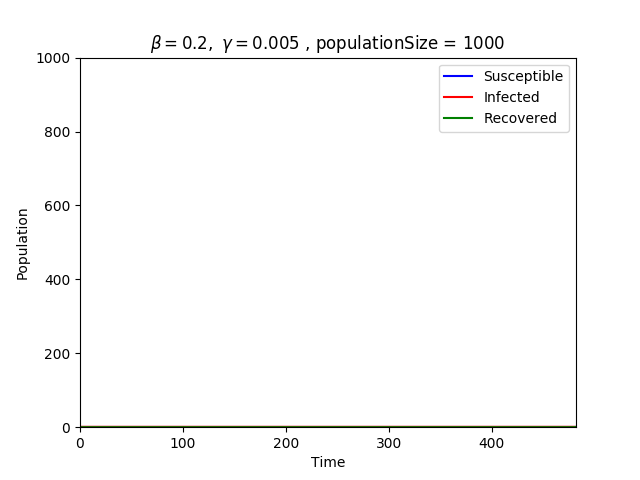 β = 0.2, γ = 0.005 , populationSize = 1000
1000
800
600
400
200
0
Population
Susceptible
Infected
Recovered
0 100 200 300 400
Time